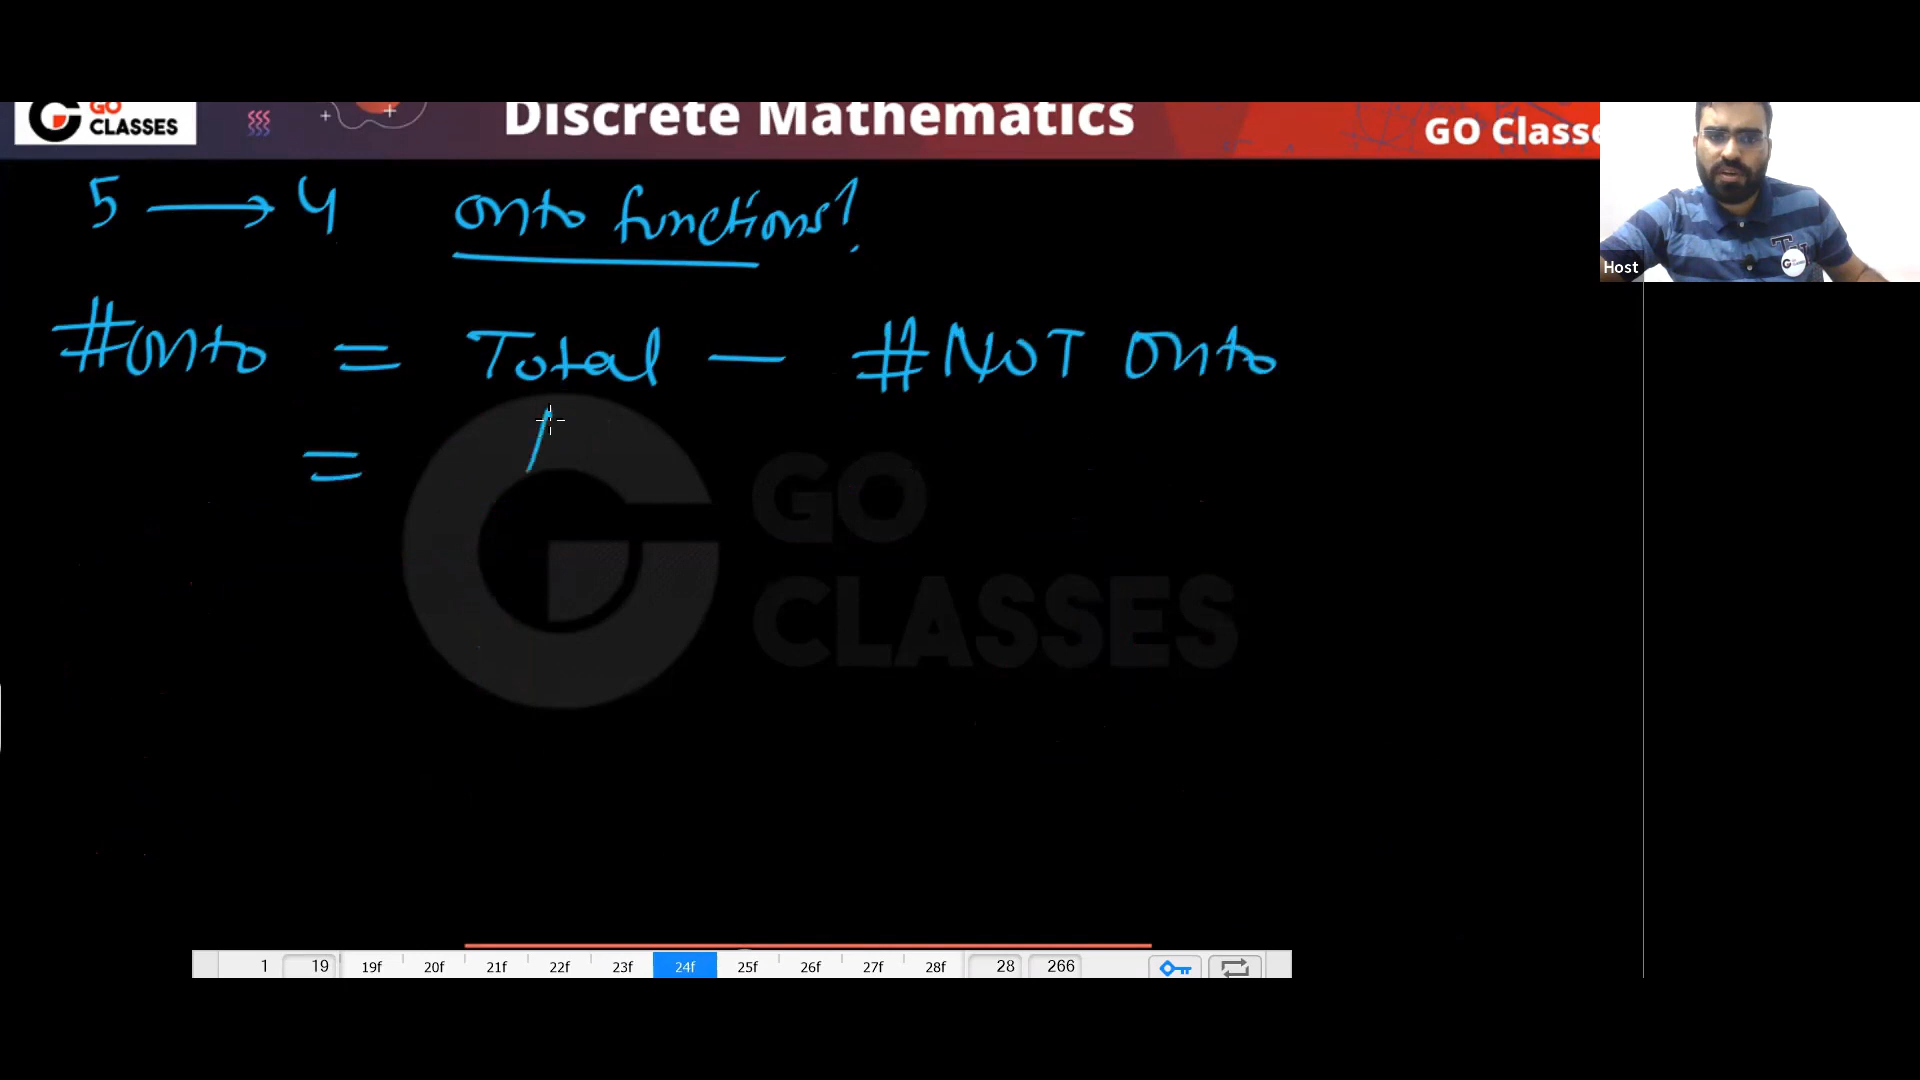 GO CLASSES
Discrete Mathematics
GO Classe
5 → 4 onto functions?
Host
#onto = Total - #NOT onto
=
GO
CLASSES
1 19 19f 20f 21f 22f 23f 24f 25f 26f 27f 28f 28 266